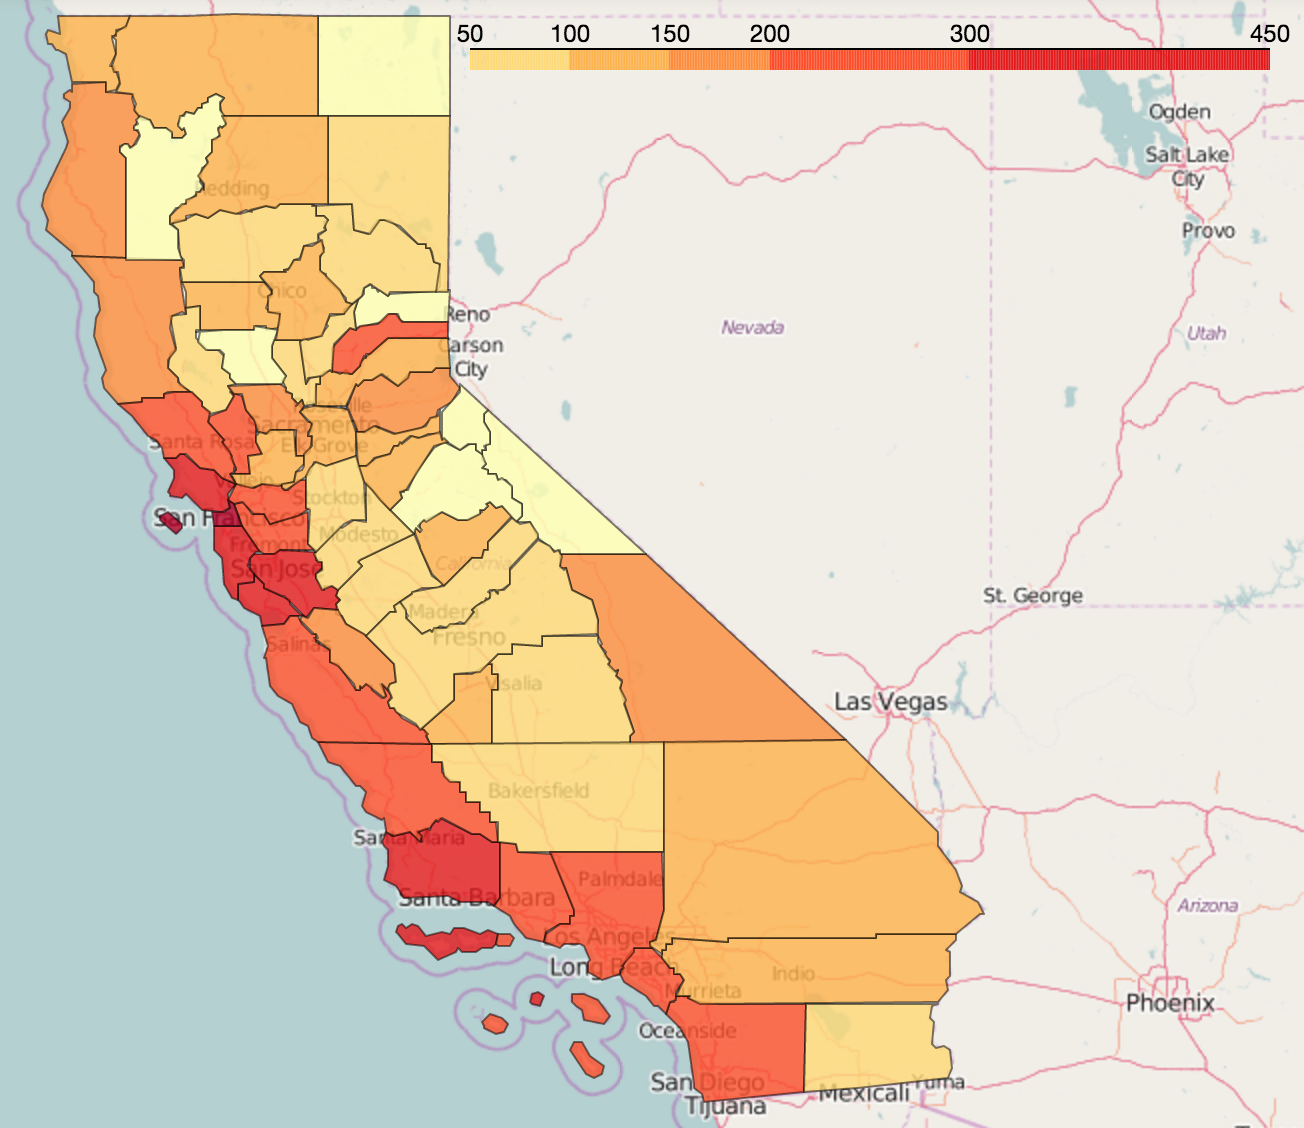 50 100 150 200 300 450
Ogden
Salt Lake
City
Redding
Provo
Chico
Reno
Nevada
Utah
Carson
City
Roseville
Sacramento
Santa Rosa
Elk Grove
Vallejo
Stockton
San Francisco
Modesto
Fremont
California
San Jose
St. George
Madera
Fresno
Salinas
Visalia
Las Vegas
Bakersfield
Santa Maria
Palmdale
Santa Barbara
Arizona
Los Angeles
Long Beach
Indio
Murrieta
Phoenix
Oceanside
San Diego
Yuma
Mexicali
Tijuana